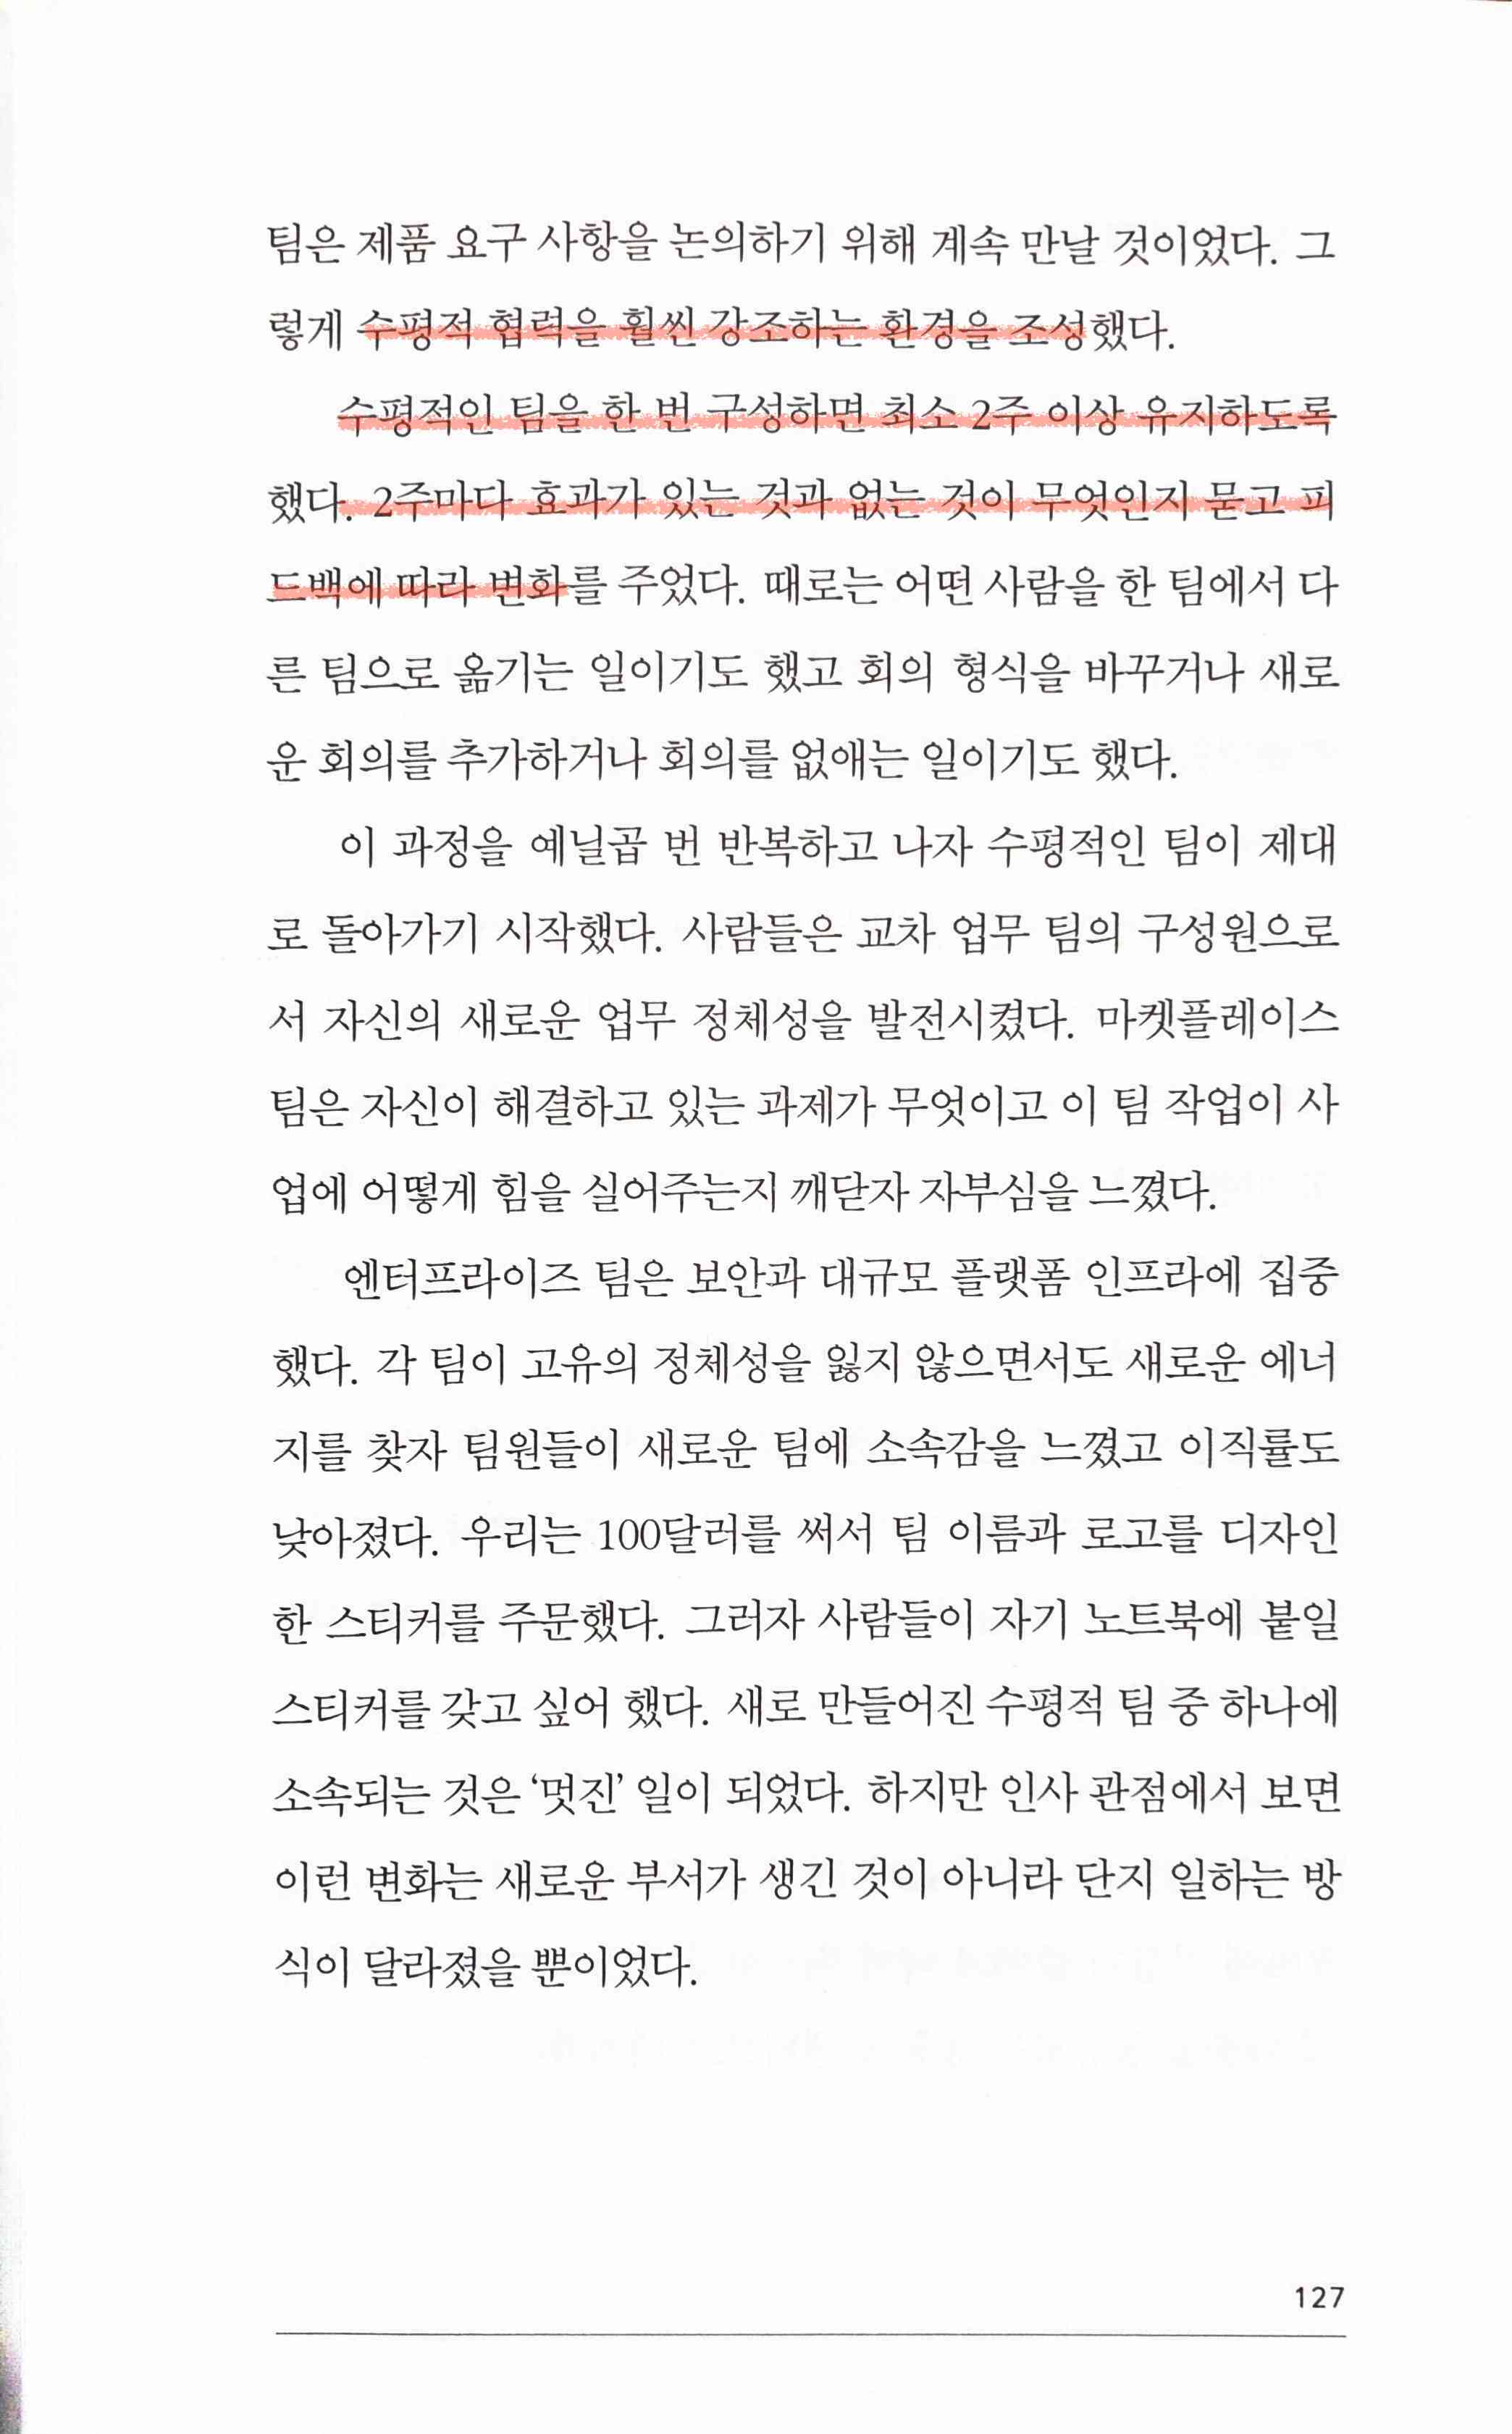 팀은 제품 요구 사항을 논의하기 위해 계속 만날 것이었다. 그
렇게 수평적 협력을 훨씬 강조하는 환경을 조성했다.
수평적인 팀을 한 번 구성하면 최소 2주 이상 유지하도록
했다. 2주마다 효과가 있는 것과 없는 것이 무엇인지 묻고 피
드백에 따라 변화를 주었다. 때로는 어떤 사람을 한 팀에서 다
른 팀으로 옮기는 일이기도 했고 회의 형식을 바꾸거나 새로
운 회의를 추가하거나 회의를 없애는 일이기도 했다.
이 과정을 예닐곱 번 반복하고 나자 수평적인 팀이 제대
로 돌아가기 시작했다. 사람들은 교차 업무 팀의 구성원으로
서 자신의 새로운 업무 정체성을 발전시켰다. 마켓플레이스
팀은 자신이 해결하고 있는 과제가 무엇이고 이 팀 작업이 사
업에 어떻게 힘을 실어주는지 깨닫자 자부심을 느꼈다.
엔터프라이즈 팀은 보안과 대규모 플랫폼 인프라에 집중
했다. 각 팀이 고유의 정체성을 잃지 않으면서도 새로운 에너
지를 찾자 팀원들이 새로운 팀에 소속감을 느꼈고 이직률도
낮아졌다. 우리는 100달러를 써서 팀 이름과 로고를 디자인
한 스티커를 주문했다. 그러자 사람들이 자기 노트북에 붙일
스티커를 갖고 싶어 했다. 새로 만들어진 수평적 팀 중 하나에
소속되는 것은 ‘멋진’ 일이 되었다. 하지만 인사 관점에서 보면
이런 변화는 새로운 부서가 생긴 것이 아니라 단지 일하는 방
식이 달라졌을 뿐이었다.
127